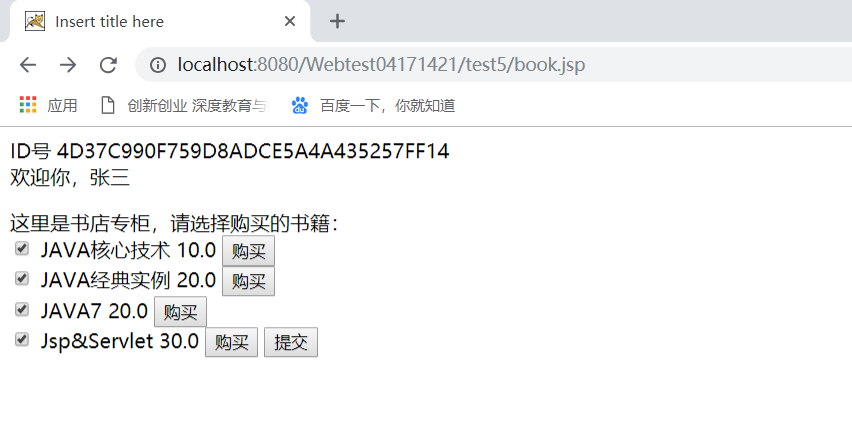 Insert title here
localhost:8080/Webtest04171421/test5/book.jsp
应用 创新创业 深度教育与 百度一下，你就知道
ID号 4D37C990F759D8ADCE5A4A435257FF14
欢迎你，张三
这里是书店专柜，请选择购买的书籍：
JAVA核心技术 10.0 购买
JAVA经典实例 20.0 购买
JAVA7 20.0 购买
Jsp&Servlet 30.0 购买 提交